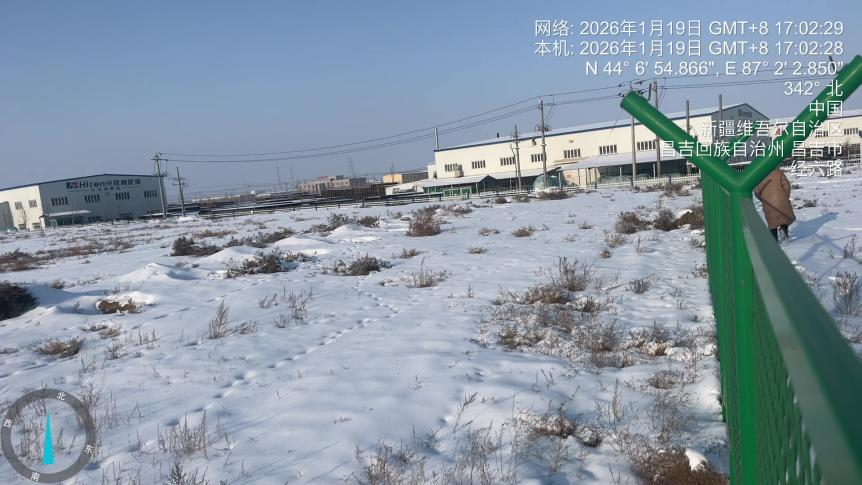 网络: 2026年1月19日 GMT+8 17:02:29
本机: 2026年1月19日 GMT+8 17:02:28
N 44° 6' 54.866", E 87° 2' 2.850"
342° 北
中国
新疆维吾尔自治区
昌吉回族自治州 昌吉市
经六路
Hiten
北
西
东
南